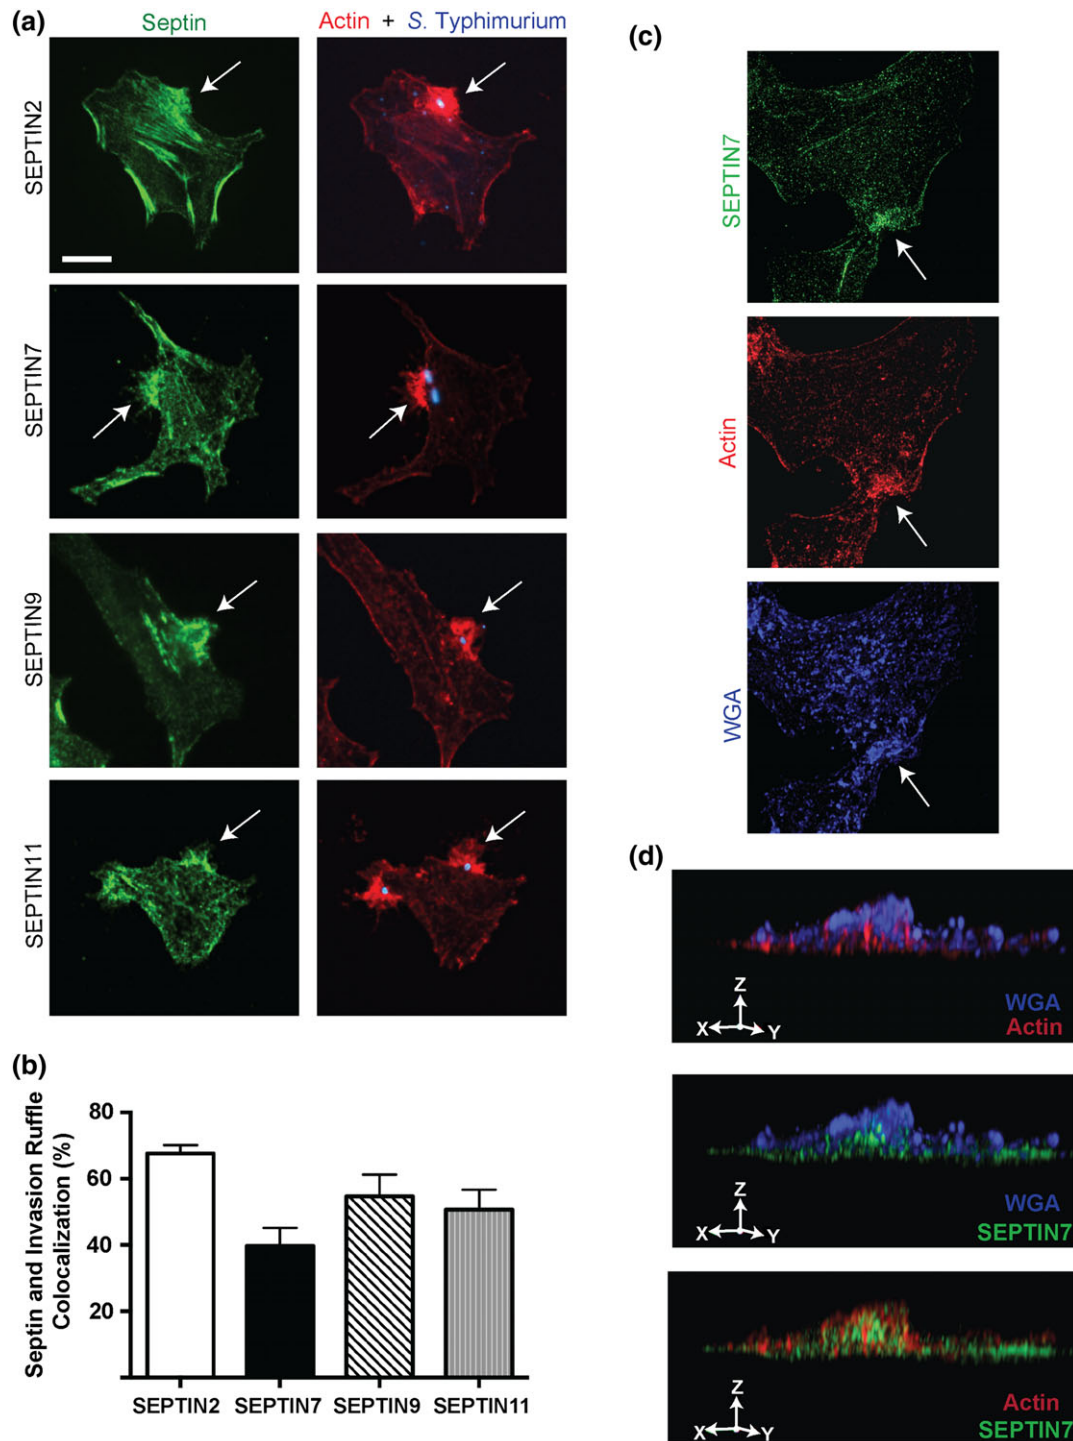 (a)
Septin
Actin + S. Typhimurium
SEPTIN2
SEPTIN7
SEPTIN9
SEPTIN11
(b)
Septin and Invasion Ruffle
Colocalization (%)
80
60
40
20
SEPTIN2 SEPTIN7 SEPTIN9 SEPTIN11
(c)
SEPTIN7
Actin
WGA
(d)
Z
X Y
WGA
Actin
Z
X Y
WGA
SEPTIN7
Z
X Y
Actin
SEPTIN7